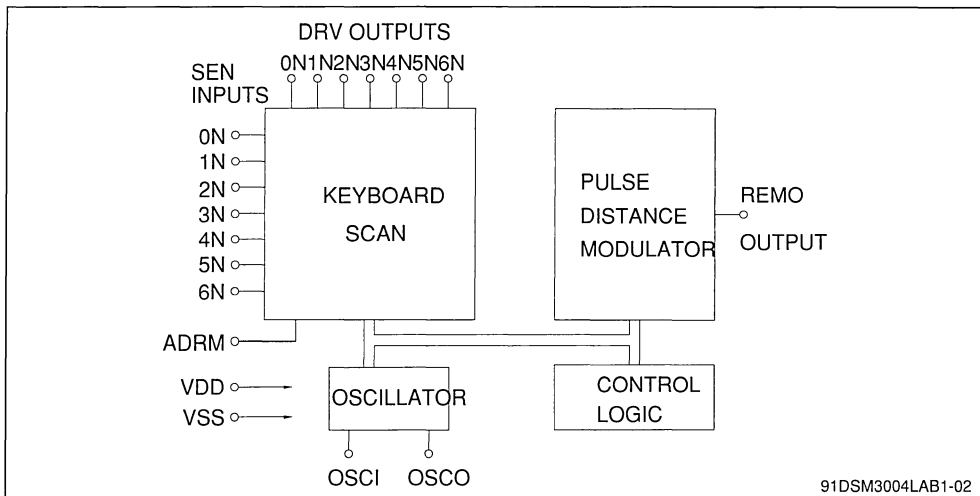 DRV OUTPUTS
0N1N2N3N4N5N6N
SEN
INPUTS
0N
1N
2N
3N
4N
5N
6N
KEYBOARD
SCAN
PULSE
DISTANCE
MODULATOR
REMO
OUTPUT
ADRM
VDD
VSS
OSCILLATOR
CONTROL
LOGIC
OSCI OSCO
91DSM3004LAB1-02